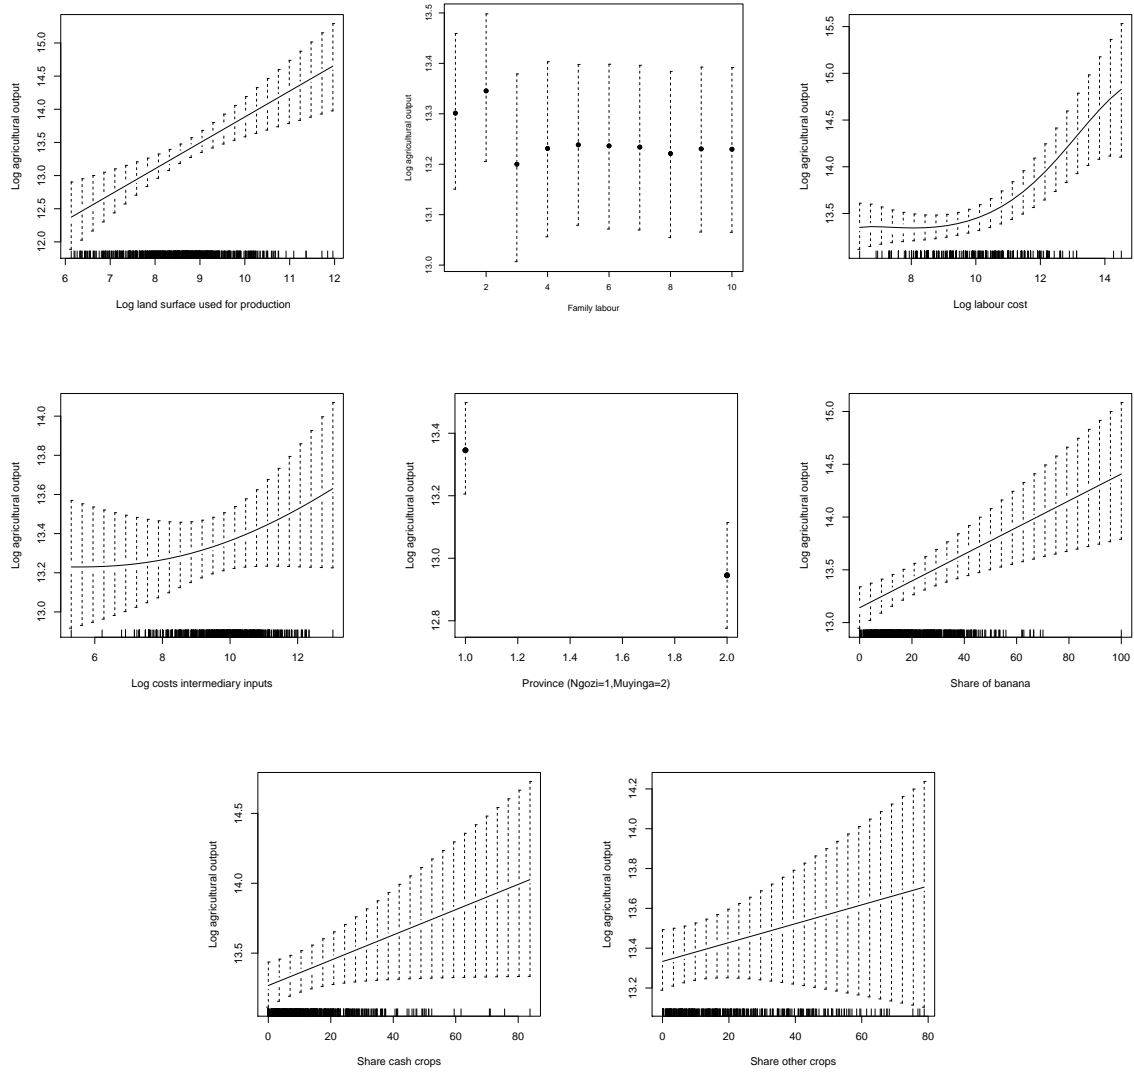 12.0 12.5 13.0 13.5 14.0 14.5 15.0
Log agricultural output
6 7 8 9 10 11 12
Log land surface used for production
13.0 13.1 13.2 13.3 13.4 13.5
Log agricultural output
2 4 6 8 10
Family labour
13.5 14.0 14.5 15.0 15.5
Log agricultural output
8 10 12 14
Log labour cost
13.0 13.2 13.4 13.6 13.8 14.0
Log agricultural output
6 8 10 12
Log costs intermediary inputs
12.8 13.0 13.2 13.4
Log agricultural output
1.0 1.2 1.4 1.6 1.8 2.0
Province (Ngozi=1,Muyinga=2)
13.0 13.5 14.0 14.5 15.0
Log agricultural output
0 20 40 60 80 100
Share of banana
13.5 14.0 14.5
Log agricultural output
0 20 40 60 80
Share cash crops
13.2 13.4 13.6 13.8 14.0 14.2
Log agricultural output
0 20 40 60 80
Share other crops